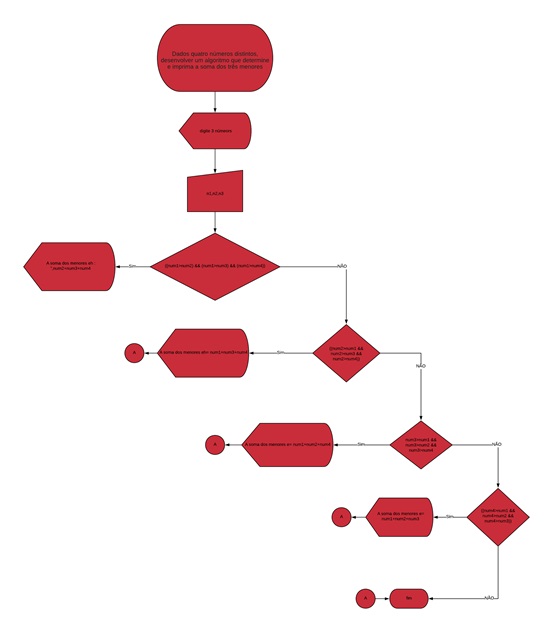 Dados quatro números distintos,
desenvolver um algoritmo que determine
e imprima a soma dos três menores.
digite 3 números
((num1>num2) && (num1>num3) && (num1>num4))
Sim
NÃO
A soma dos menores e:
";num2+num3+num4
((num2>num1 &&
num2>num3 &&
num2>num4))
Sim
NÃO
A soma dos menores
num1+num3+num4
A
num3>num1 &&
num3>num2 &&
num3>num4
Sim
NÃO
A soma dos menores e= num1+num2+num4
A
((num4>num1 &&
num4>num2 &&
num4>num3))
Sim
NÃO
A soma dos menores e=
num1+num2+num3
A
A
fim